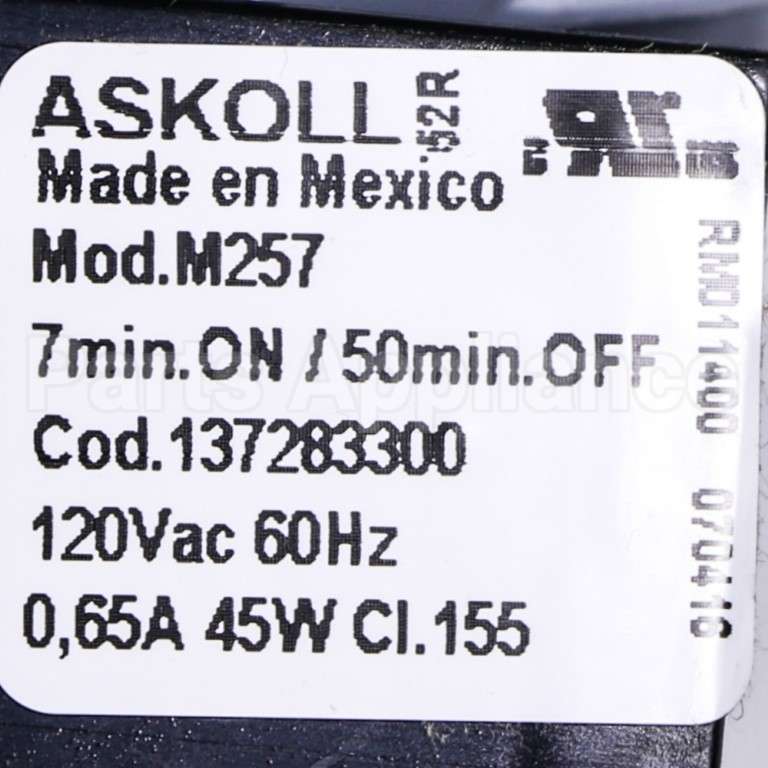 ASKOLL
52R
Made en Mexico
Mod.M257
7min.ON / 50min.OFF
Cod.137283300
120Vac 60Hz
0,65A 45W Cl.155
RMD11400 070416